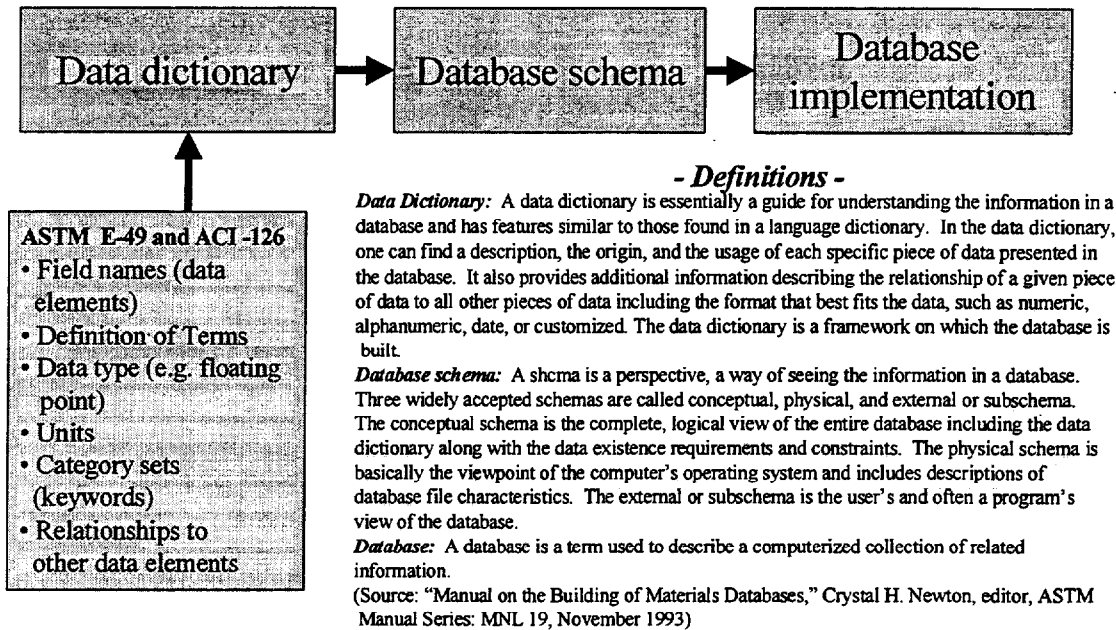 Data dictionary
Database schema
Database
implementation
ASTM E-49 and ACI -126
• Field names (data
elements)
• Definition of Terms
• Data type (e.g. floating
point)
• Units
• Category sets
(keywords)
• Relationships to
other data elements
- Definitions -
Data Dictionary: A data dictionary is essentially a guide for understanding the information in a
database and has features similar to those found in a language dictionary. In the data dictionary,
one can find a description, the origin, and the usage of each specific piece of data presented in
the database. It also provides additional information describing the relationship of a given piece
of data to all other pieces of data including the format that best fits the data, such as numeric,
alphanumeric, date, or customized. The data dictionary is a framework on which the database is
built.
Database schema: A shcma is a perspective, a way of seeing the information in a database.
Three widely accepted schemas are called conceptual, physical, and external or subschema.
The conceptual schema is the complete, logical view of the entire database including the data
dictionary along with the data existence requirements and constraints. The physical schema is
basically the viewpoint of the computer's operating system and includes descriptions of
database file characteristics. The external or subschema is the user's and often a program's
view of the database.
Database: A database is a term used to describe a computerized collection of related
information.
(Source: “Manual on the Building of Materials Databases,” Crystal H. Newton, editor, ASTM
Manual Series: MNL 19, November 1993)